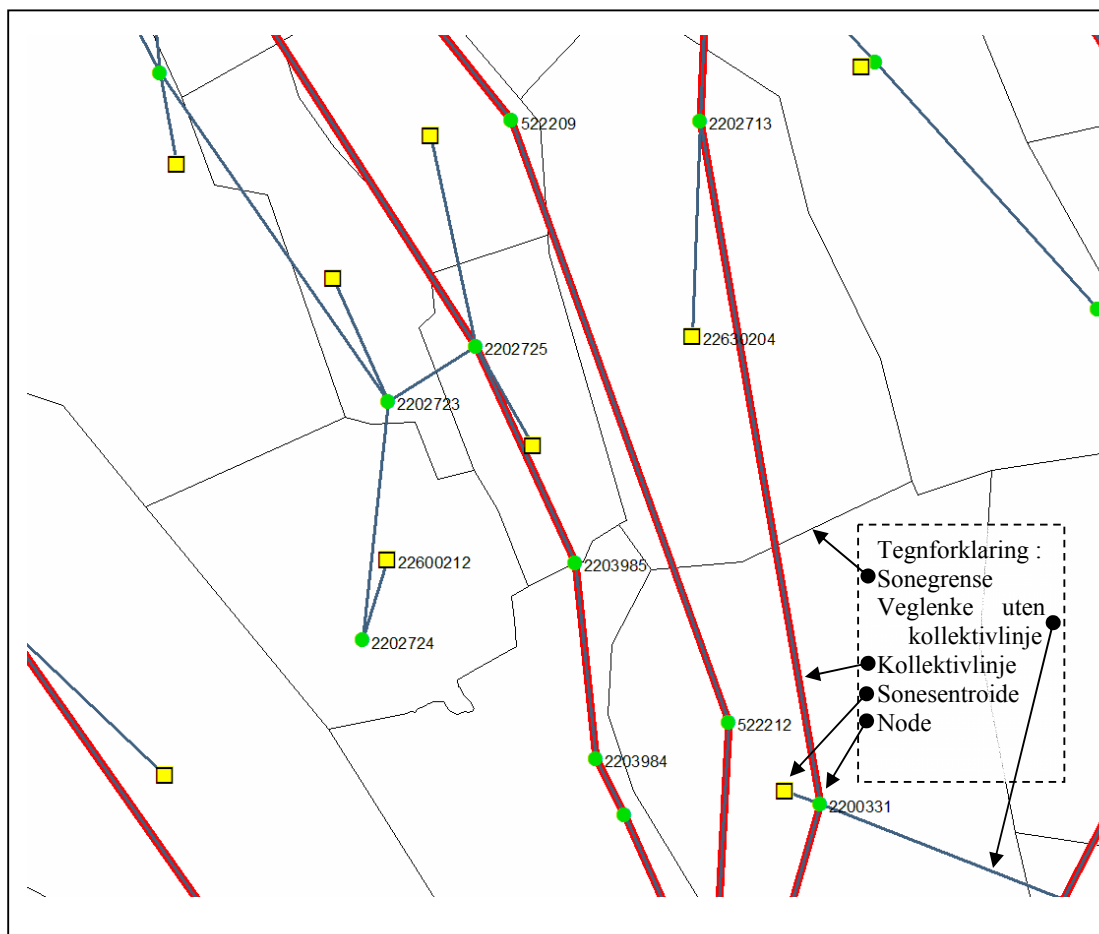 522209
2202713
22630204
2202725
2202723
22600212
2203985
2202724
522212
2203984
2200331
Tegnforklaring :
Sonegrense
Veglenke uten
kollektivlinje
Kollektivlinje
Sonesentroide
Node